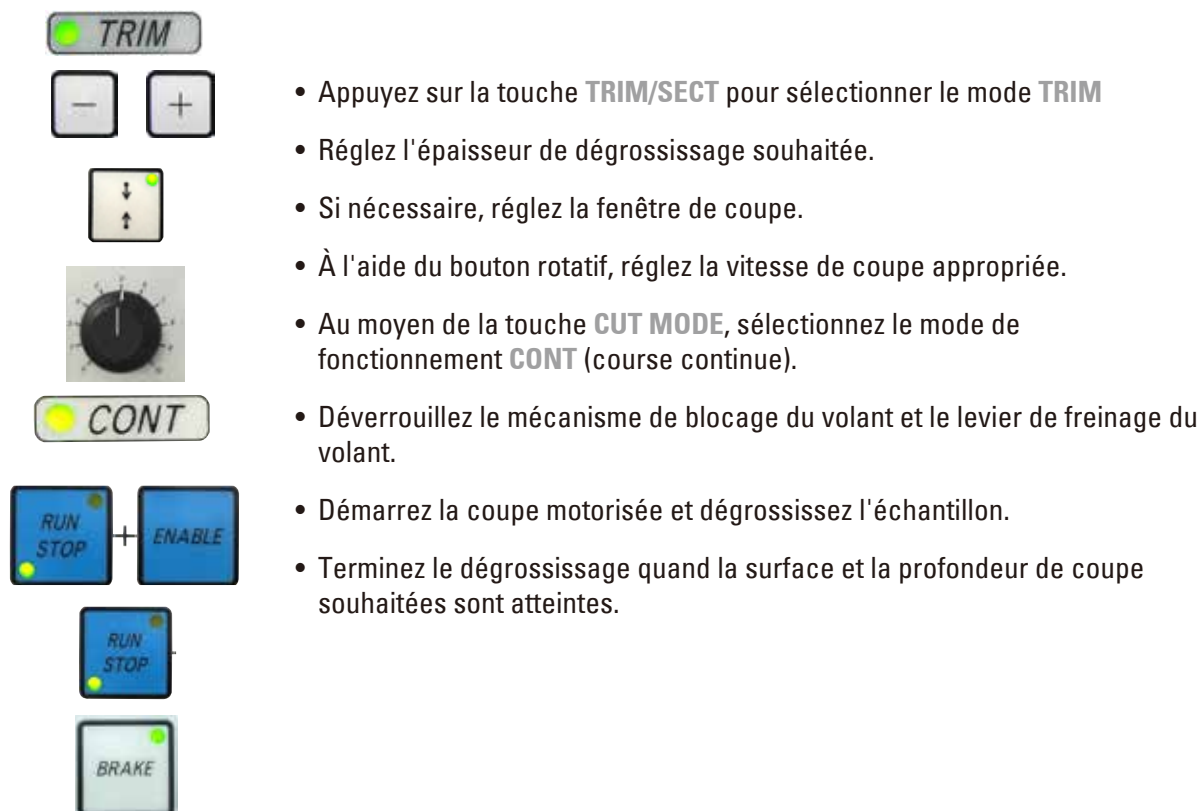 TRIM
− +
• Appuyez sur la touche TRIM/SECT pour sélectionner le mode TRIM
• Réglez l'épaisseur de dégrossissage souhaitée.
• Si nécessaire, réglez la fenêtre de coupe.
• À l'aide du bouton rotatif, réglez la vitesse de coupe appropriée.
• Au moyen de la touche CUT MODE, sélectionnez le mode de
fonctionnement CONT (course continue).
CONT
• Déverrouillez le mécanisme de blocage du volant et le levier de freinage du
volant.
RUN
STOP
+
ENABLE
• Démarrez la coupe motorisée et dégrossissez l'échantillon.
• Terminez le dégrossissage quand la surface et la profondeur de coupe
souhaitées sont atteintes.
RUN
STOP
BRAKE